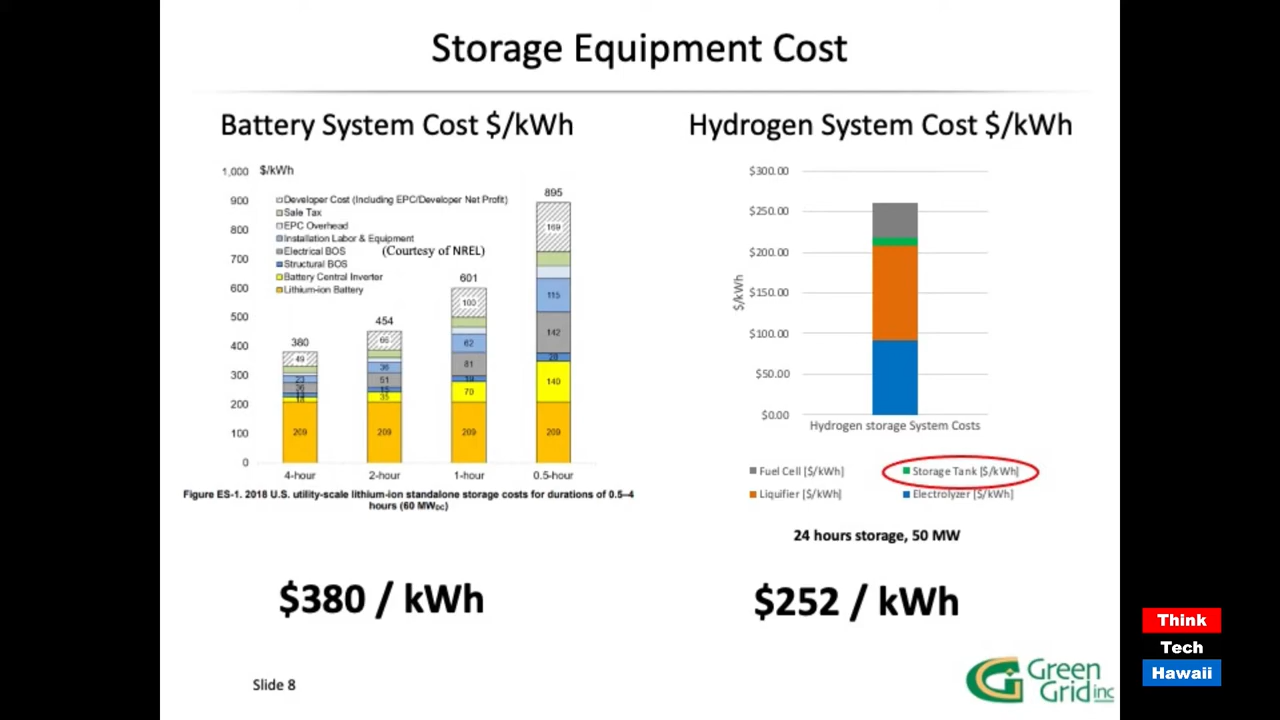 Storage Equipment Cost
Battery System Cost $/kWh
1,000 $/kWh
900
800
700
600
500
400
300
200
100
0
Developer Cost (Including EPC/Developer Net Profit)
Sale Tax
EPC Overhead
Installation Labor & Equipment
Electrical BOS
(Courtesy of NREL)
Structural BOS
Battery Central Inverter
Lithium-ion Battery
380
49
23
36
18
209
454
66
36
51
15
35
209
601
100
62
81
70
209
895
169
115
142
29
140
209
4-hour 2-hour 1-hour 0.5-hour
Figure ES-1. 2018 U.S. utility-scale lithium-ion standalone storage costs for durations of 0.5–4
hours (60 MWDC)
$380 / kWh
Hydrogen System Cost $/kWh
$300.00
$250.00
$200.00
$150.00
$100.00
$50.00
$0.00
$/kWh
Hydrogen storage System Costs
Fuel Cell [$/kWh] Storage Tank [$/kWh]
Liquifier [$/kWh] Electrolyzer [$/kWh]
24 hours storage, 50 MW
$252 / kWh
Slide 8
Green
Grid inc
Think
Tech
Hawaii